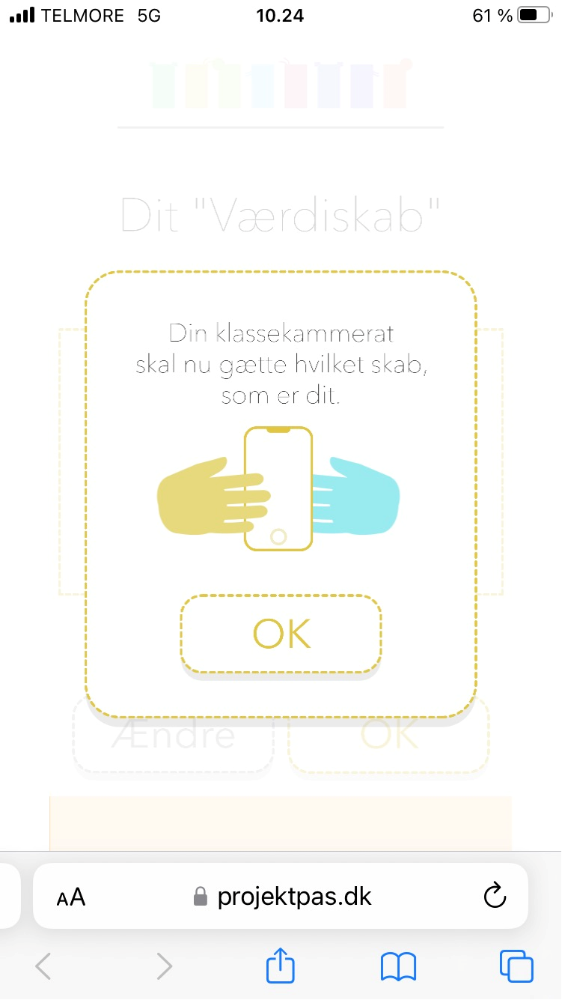 TELMORE 5G 10.24 61 %
Dit "Værdiskab"
Din klassekammerat
skal nu gætte hvilket skab,
som er dit.
OK
Ændre OK
AA projektpas.dk